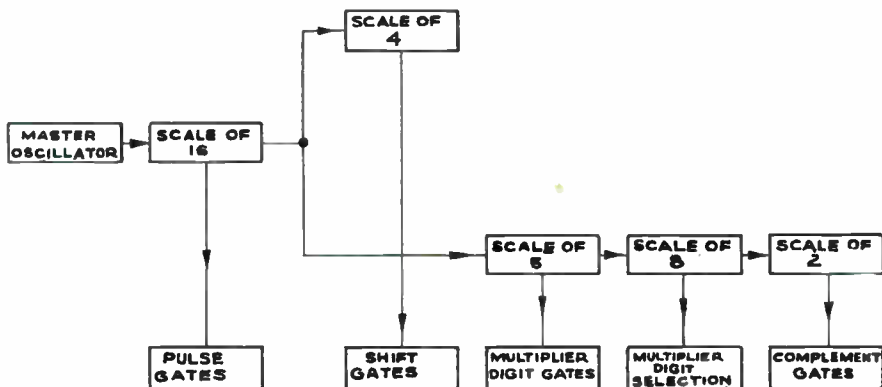 SCALE OF
4
MASTER
OSCILLATOR
SCALE OF
16
SCALE OF
5
SCALE OF
8
SCALE OF
2
PULSE
GATES
SHIFT
GATES
MULTIPLIER
DIGIT GATES
MULTIPLIER
DIGIT
SELECTION
COMPLEMENT
GATES